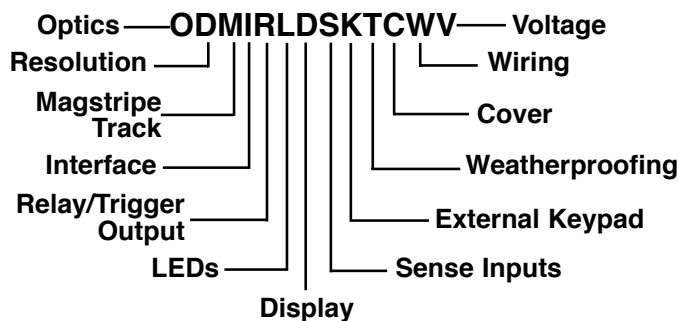 Optics ODMIRLDSKTCWV Voltage
Resolution Wiring
Magstripe
Track
Cover
Interface Weatherproofing
Relay/Trigger
Output
External Keypad
LEDs Sense Inputs
Display